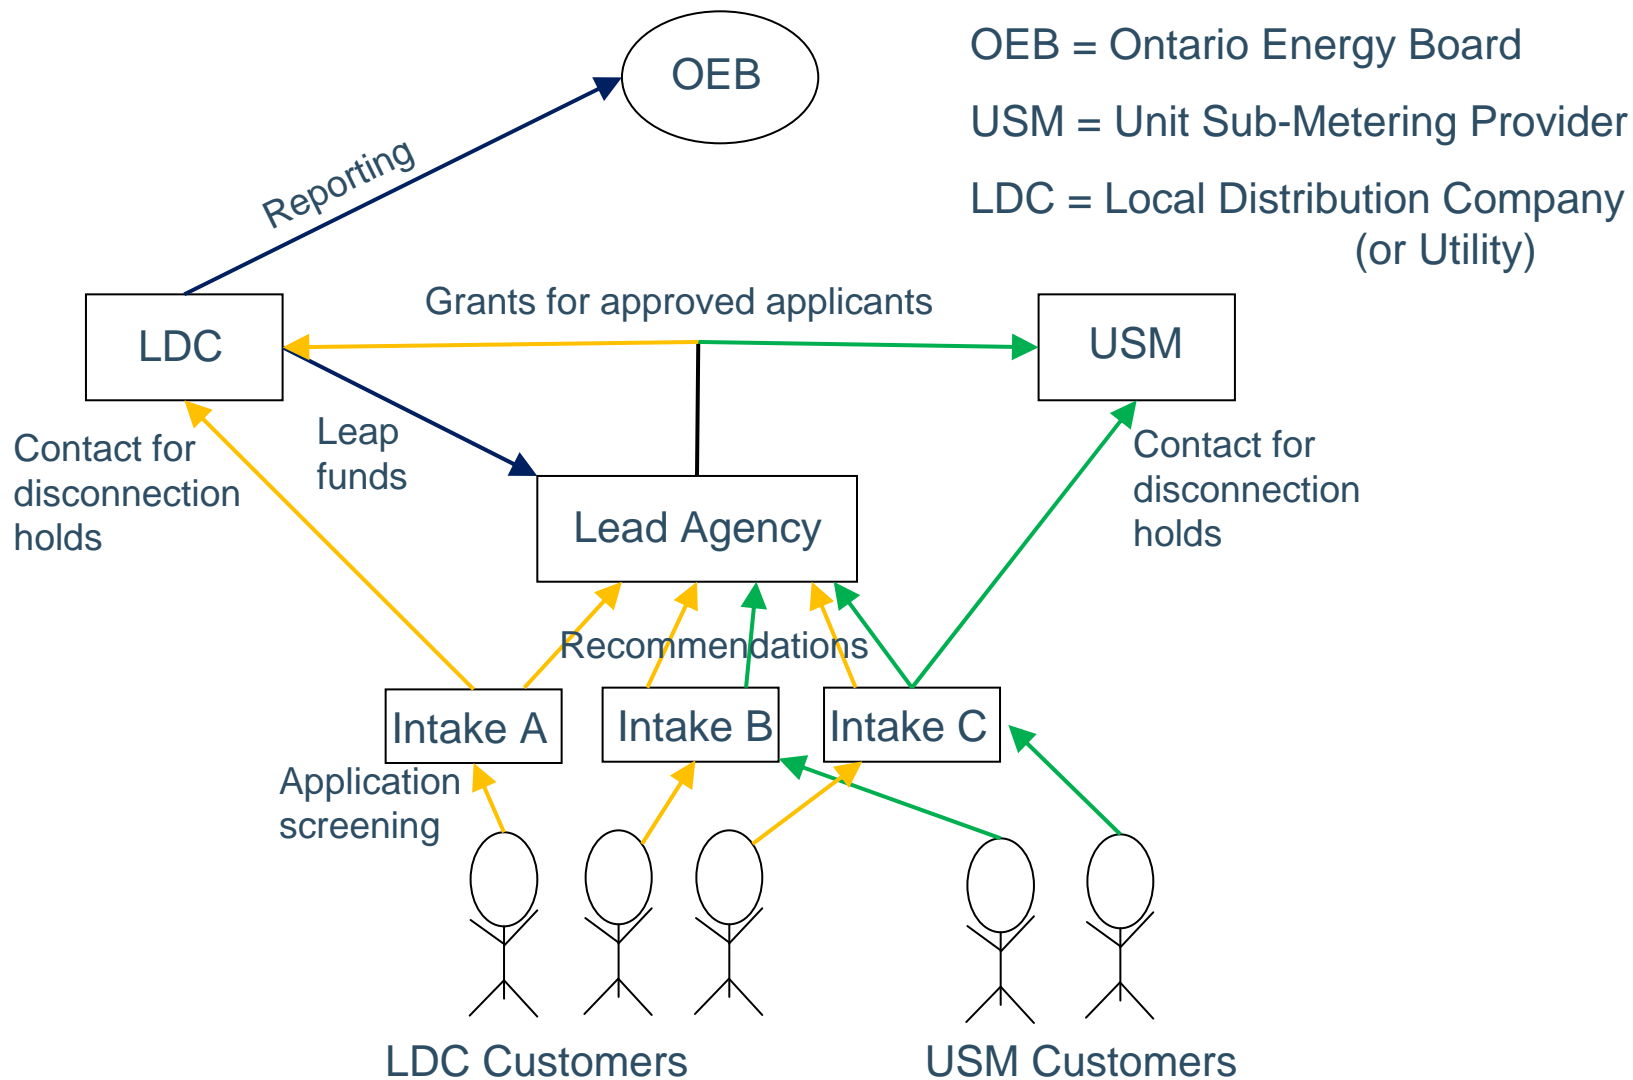 OEB
OEB = Ontario Energy Board
USM = Unit Sub-Metering Provider
LDC = Local Distribution Company
(or Utility)
Reporting
Grants for approved applicants
LDC
USM
Leap
funds
Contact for
disconnection
holds
Contact for
disconnection
holds
Lead Agency
Recommendations
Intake A
Intake B
Intake C
Application
screening
LDC Customers
USM Customers